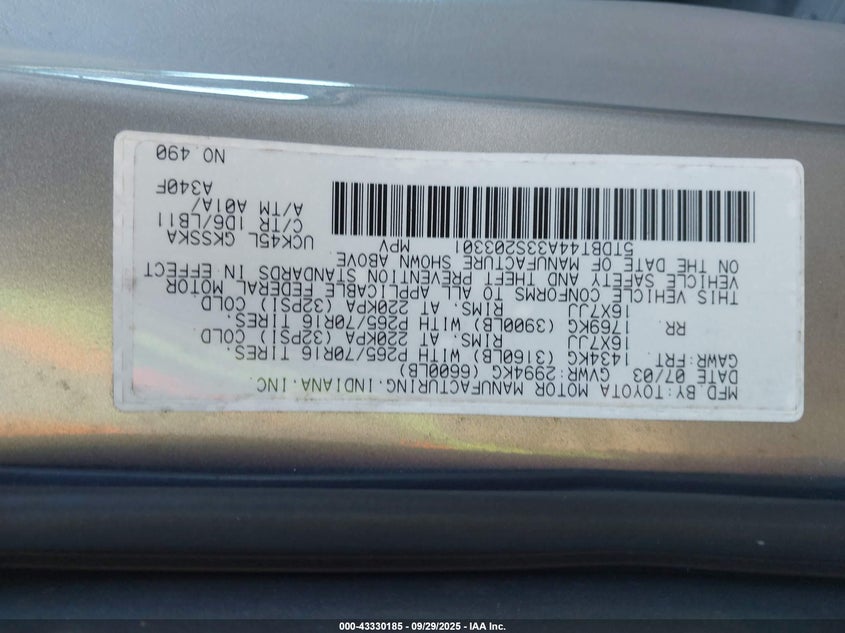 MFD.BY:TOYOTA MOTOR MANUFACTURING.INDIANA.INC.
DATE 07/03 GVWR:2994KG (6600LB)
GAWR:FRT. 1434KG (3160LB) WITH P265/70R16 TIRES.
16X7JJ RIMS. AT 220KPA (32PSI) COLD
RR. 1769KG (3900LB) WITH P265/70R16 TIRES.
16X7JJ RIMS. AT 220KPA (32PSI) COLD
THIS VEHICLE CONFORMS TO ALL APPLICABLE FEDERAL MOTOR
VEHICLE SAFETY AND THEFT PREVENTION STANDARDS IN EFFECT
ON THE DATE OF MANUFACTURE SHOWN ABOVE.
5TDBT44A33S203301 MPV
UCK45L GKSSKA
C/TR 1D6/LB11
A/TM A01A/
A340F
NO.490
000-43330185 - 09/29/2025 - IAA Inc.